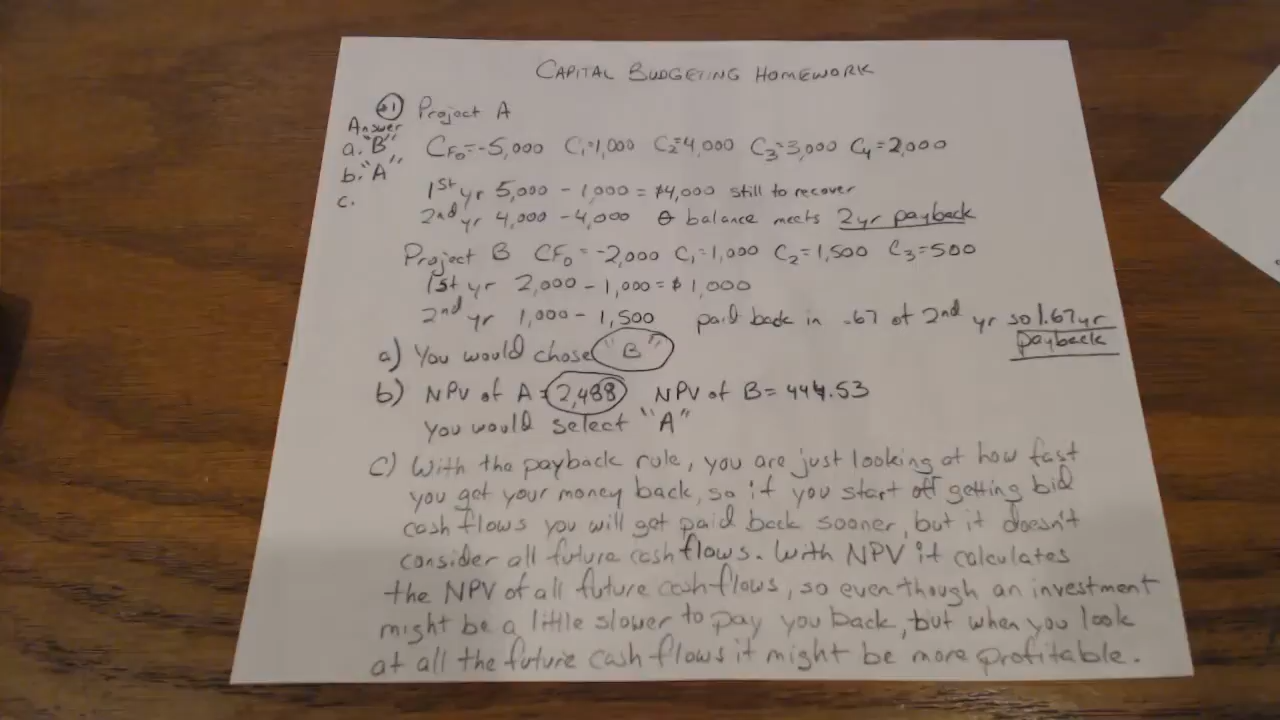 CAPITAL BUDGETING HOMEWORK
#1 Project A
Answer
a. "B"
b. "A"
c.
CF₀=-5,000 C₁=1,000 C₂=4,000 C₃=3,000 C₄=2,000
1st yr 5,000 - 1,000 = $4,000 still to recover
2nd yr 4,000 - 4,000 0 balance meets 2yr payback
Project B CF₀=-2,000 C₁=1,000 C₂=1,500 C₃=500
1st yr 2,000 - 1,000 = $1,000
2nd yr 1,000 - 1,500 paid back in .67 of 2nd yr so 1.67yr
payback
a) You would chose "B"
b) NPV of A = 2,488 NPV of B = 444.53
You would select "A"
c) With the payback rule, you are just looking at how fast
you get your money back, so if you start off getting bid
cash flows you will get paid back sooner, but it doesn't
consider all future cash flows. With NPV it calculates
the NPV of all future cash flows, so even though an investment
might be a little slower to pay you back, but when you look
at all the future cash flows it might be more profitable.